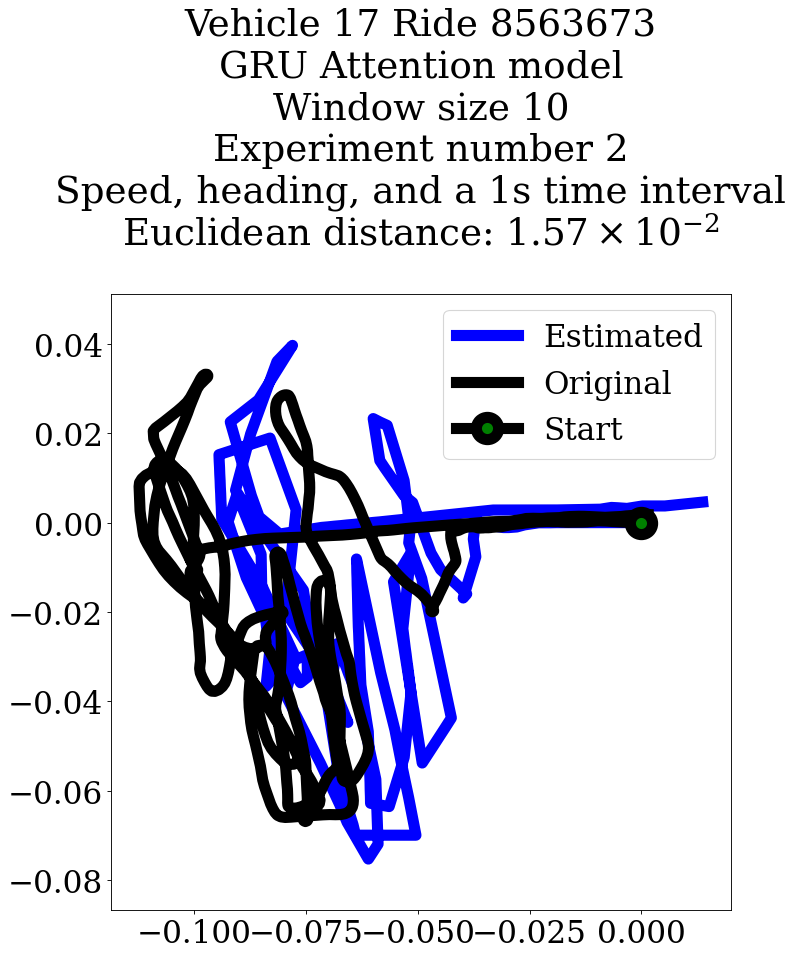 Vehicle 17 Ride 8563673
GRU Attention model
Window size 10
Experiment number 2
Speed, heading, and a 1s time interval
Euclidean distance: 1.57 × 10⁻²
Estimated
Original
Start
0.04
0.02
0.00
−0.02
−0.04
−0.06
−0.08
−0.100 −0.075 −0.050 −0.025 0.000